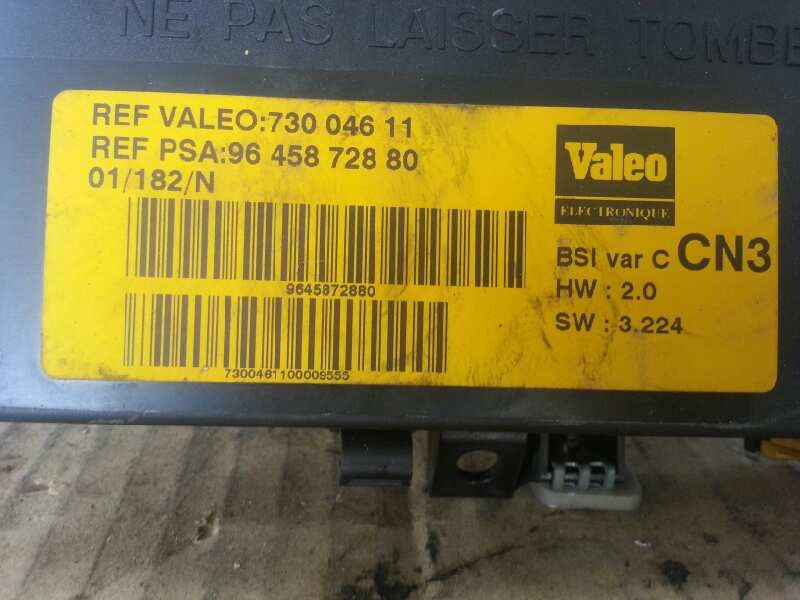 NE PAS LAISSER TOMBE
REF VALEO:730 046 11
REF PSA:96 458 728 80
01/182/N
Valeo
ELECTRONIQUE
9645872880
BSI var C CN3
HW : 2.0
SW : 3.224
7300461100009555